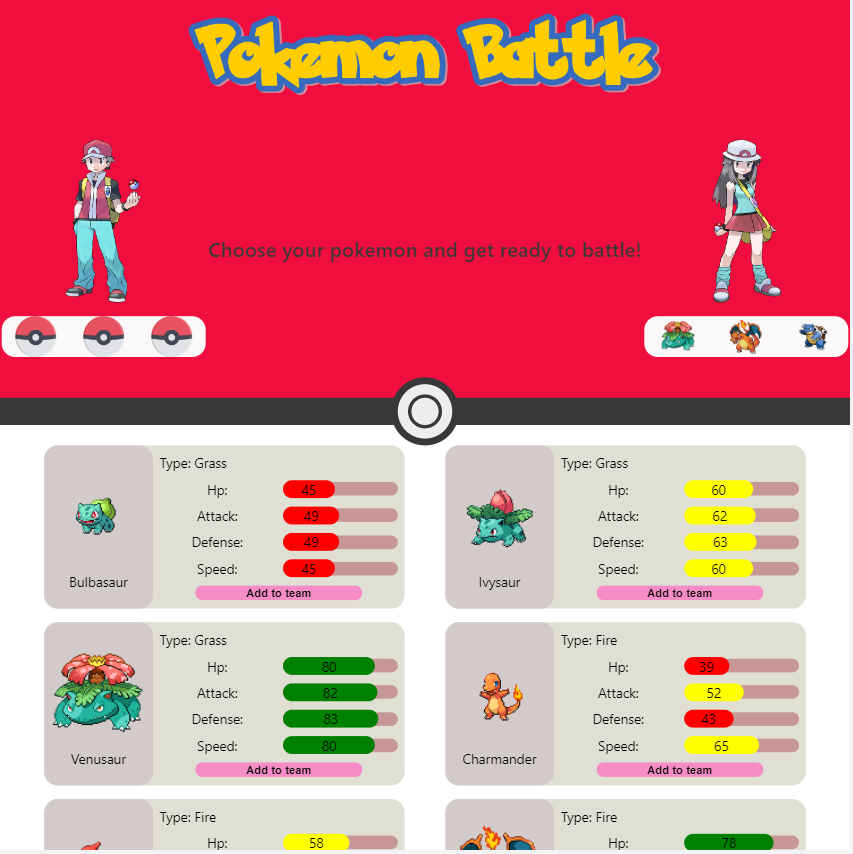 Pokemon Battle
Choose your pokemon and get ready to battle!
Type: Grass
Hp: 45
Attack: 49
Defense: 49
Speed: 45
Bulbasaur
Add to team
Type: Grass
Hp: 60
Attack: 62
Defense: 63
Speed: 60
Ivysaur
Add to team
Type: Grass
Hp: 80
Attack: 82
Defense: 83
Speed: 80
Venusaur
Add to team
Type: Fire
Hp: 39
Attack: 52
Defense: 43
Speed: 65
Charmander
Add to team
Type: Fire
Hp: 58
Type: Fire
Hp: 78